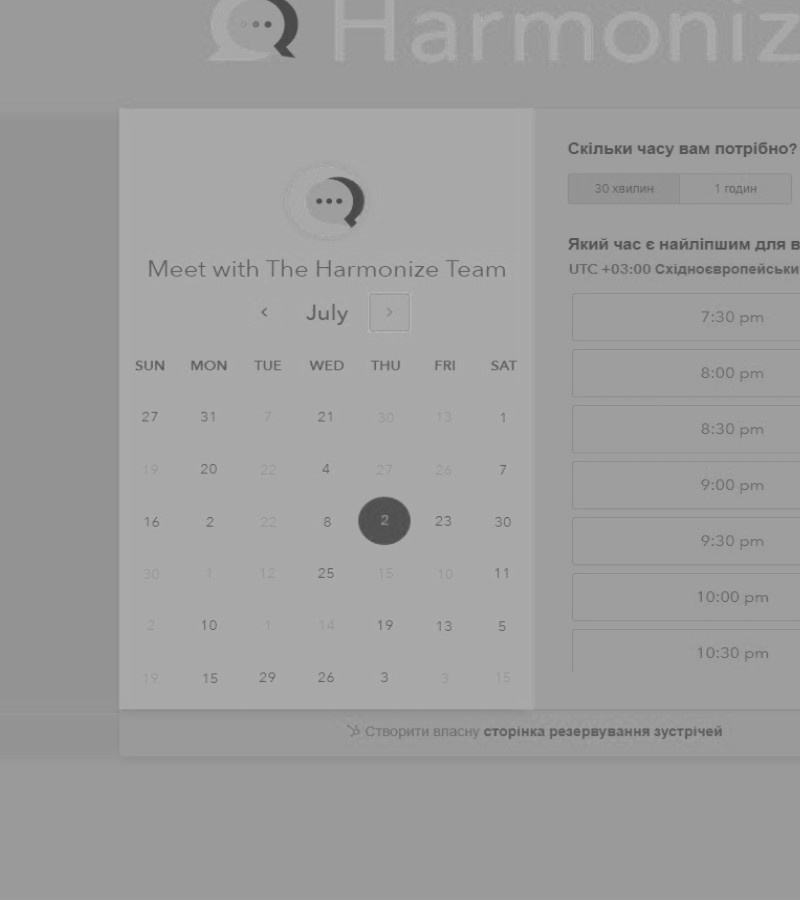 Harmoniz
Meet with The Harmonize Team
July
SUN MON TUE WED THU FRI SAT
27 31 7 21 30 13 1
19 20 22 4 27 26 7
16 2 22 8 2 23 30
30 1 12 25 15 10 11
2 10 1 14 19 13 5
19 15 29 26 3 3 15
Скільки часу вам потрібно?
30 хвилин 1 годин
Який час є найліпшим для в
UTC +03:00 Східноєвропейськи
7:30 pm
8:00 pm
8:30 pm
9:00 pm
9:30 pm
10:00 pm
10:30 pm
Створити власну сторінка резервування зустрічей